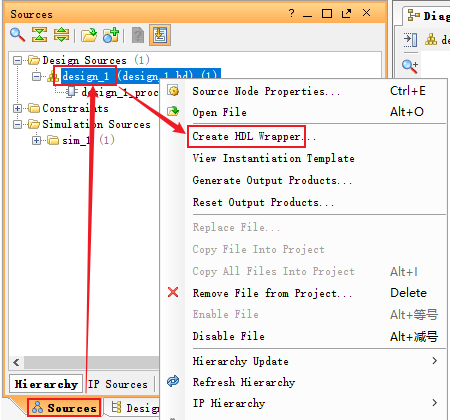 Sources
Design Sources (1)
design_1 (design_1.bd) (1)
design_1_proc
Constraints
Simulation Sources
sim_1 (1)
Hierarchy
IP Sources
Sources
Design
Diag
de
Source Node Properties... Ctrl+E
Open File Alt+O
Create HDL Wrapper...
View Instantiation Template
Generate Output Products...
Reset Output Products...
Replace File...
Copy File Into Project
Copy All Files Into Project Alt+I
Remove File from Project... Delete
Enable File Alt+等号
Disable File Alt+减号
Hierarchy Update
Refresh Hierarchy
IP Hierarchy